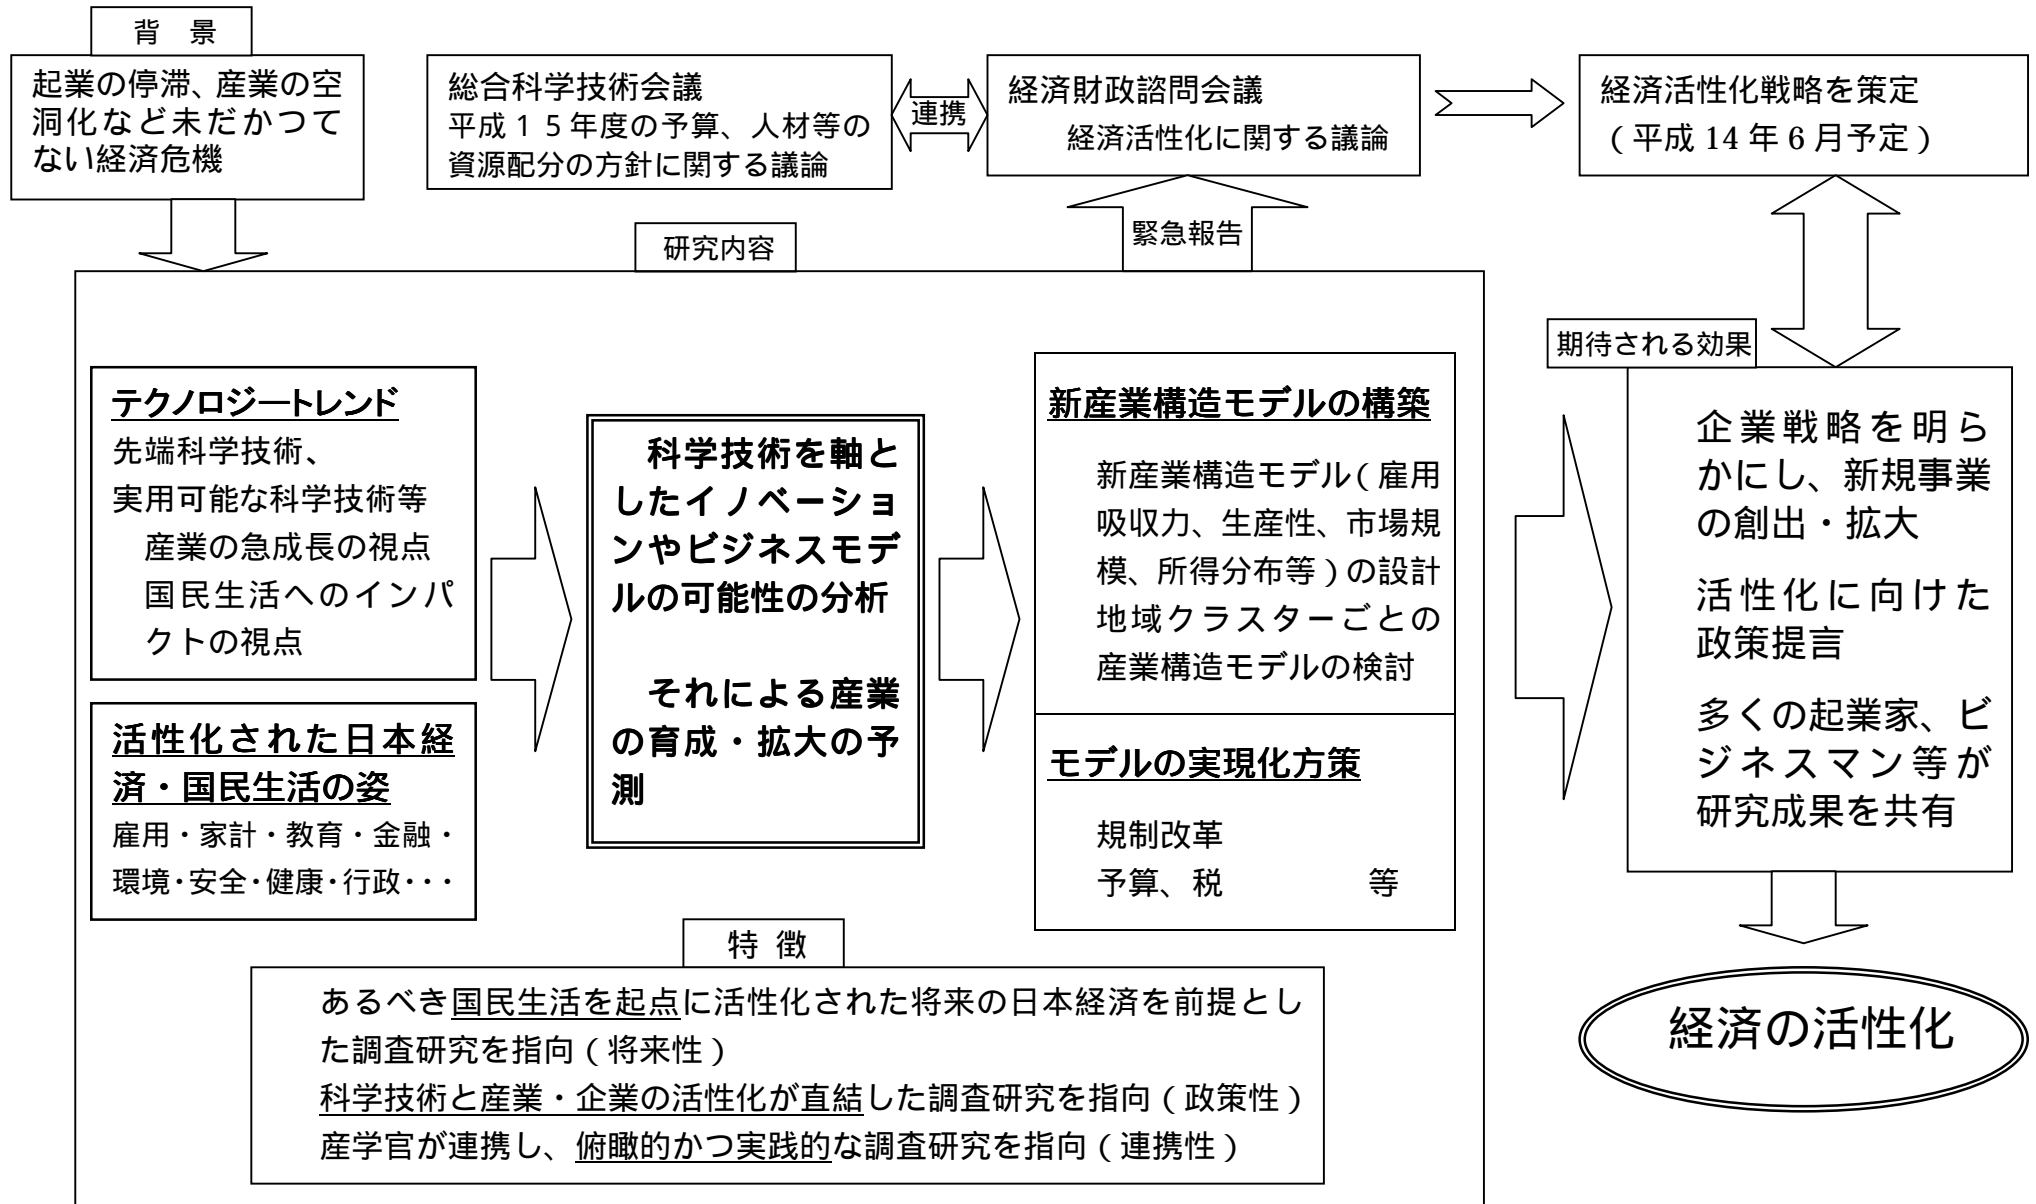 背　景
起業の停滞、産業の空
洞化など未だかつて
ない経済危機
総合科学技術会議
平成１５年度の予算、人材等の
資源配分の方針に関する議論
連携
経済財政諮問会議
経済活性化に関する議論
経済活性化戦略を策定
（平成 14 年 6 月予定）
緊急報告
研究内容
テクノロジートレンド
先端科学技術、
実用可能な科学技術等
産業の急成長の視点
国民生活へのインパ
クトの視点
活性化された日本経
済・国民生活の姿
雇用・家計・教育・金融・
環境・安全・健康・行政・・・
科学技術を軸と
したイノベーショ
ンやビジネスモデ
ルの可能性の分析
それによる産業
の育成・拡大の予
測
新産業構造モデルの構築
新産業構造モデル（雇用
吸収力、生産性、市場規
模、所得分布等）の設計
地域クラスターごとの
産業構造モデルの検討
モデルの実現化方策
規制改革
予算、税　　　　等
期待される効果
企業戦略を明ら
かにし、新規事業
の創出・拡大
活性化に向けた
政策提言
多くの起業家、ビ
ジネスマン等が
研究成果を共有
経済の活性化
特 徴
あるべき国民生活を起点に活性化された将来の日本経済を前提とし
た調査研究を指向（将来性）
科学技術と産業・企業の活性化が直結した調査研究を指向（政策性）
産学官が連携し、俯瞰的かつ実践的な調査研究を指向（連携性）